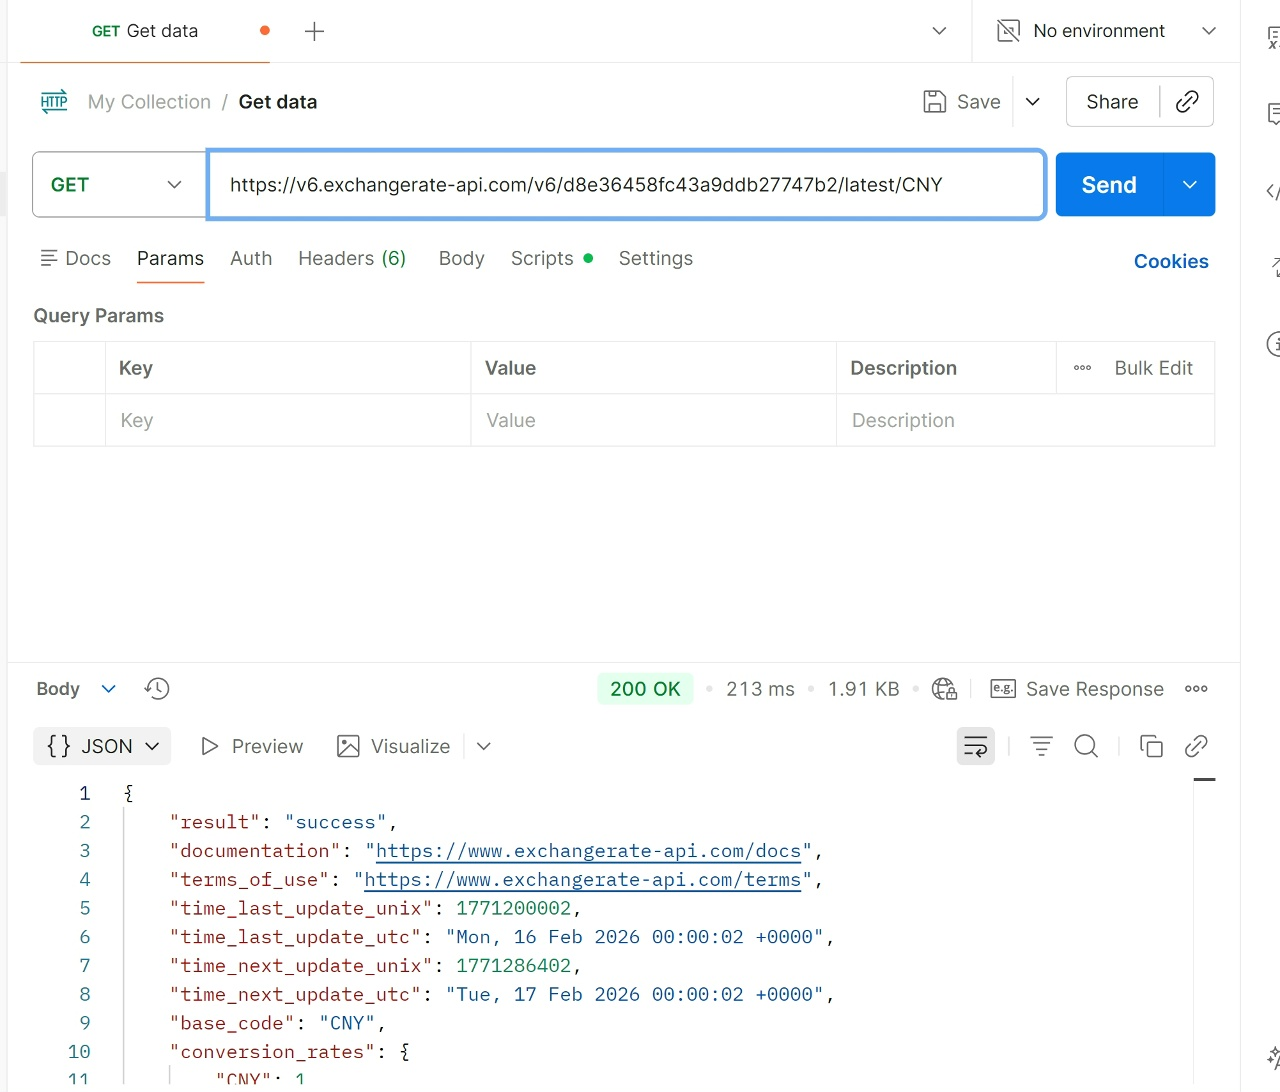 GET Get data
No environment
HTTP My Collection / Get data
Save
Share
GET
https://v6.exchangerate-api.com/v6/d8e36458fc43a9ddb27747b2/latest/CNY
Send
Docs Params Auth Headers (6) Body Scripts Settings
Cookies
Query Params
Key Value Description Bulk Edit
Key Value Description
Body 200 OK 213 ms 1.91 KB e.g. Save Response
{} JSON Preview Visualize
1 {
2 "result": "success",
3 "documentation": "https://www.exchangerate-api.com/docs",
4 "terms_of_use": "https://www.exchangerate-api.com/terms",
5 "time_last_update_unix": 1771200002,
6 "time_last_update_utc": "Mon, 16 Feb 2026 00:00:02 +0000",
7 "time_next_update_unix": 1771286402,
8 "time_next_update_utc": "Tue, 17 Feb 2026 00:00:02 +0000",
9 "base_code": "CNY",
10 "conversion_rates": {
11 "CNY": 1